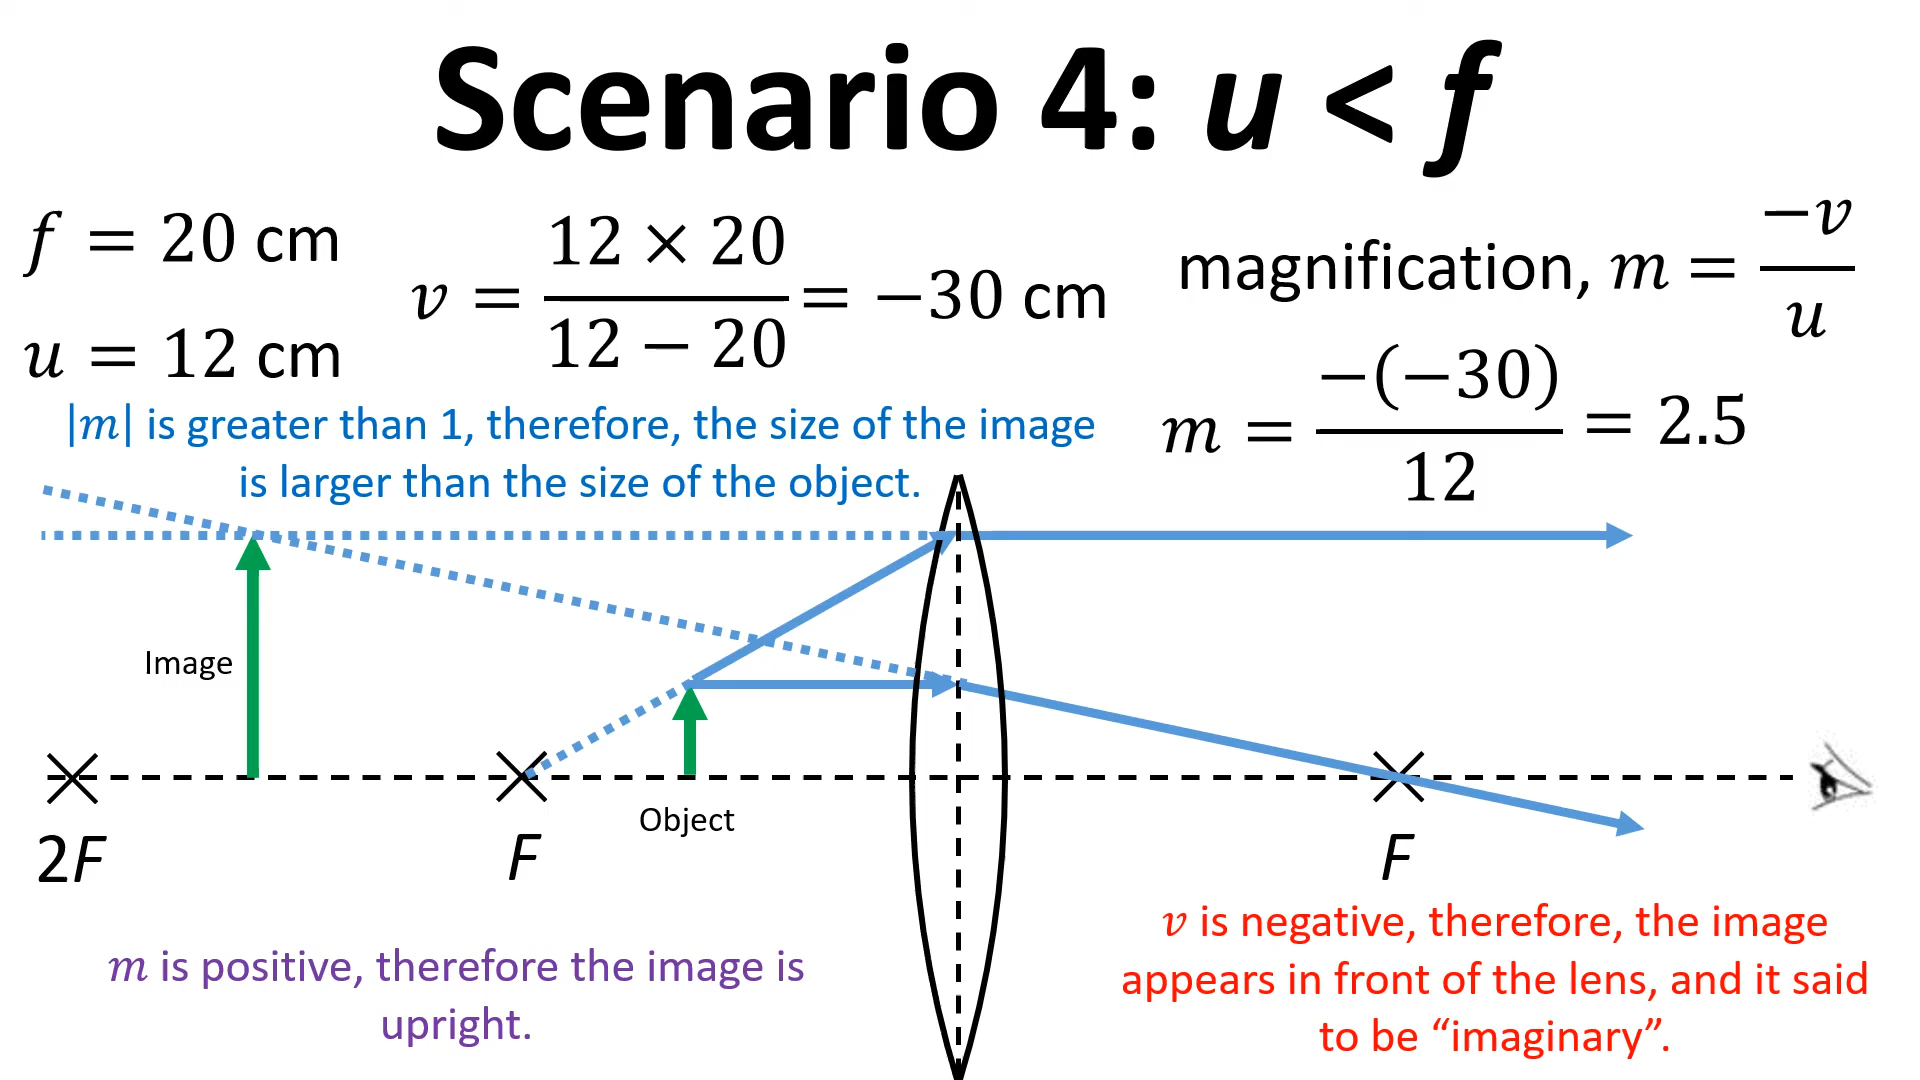 Scenario 4: u < f
f = 20 cm
u = 12 cm
v = (12 × 20)/(12 − 20) = −30 cm
magnification, m = −v/u
m = −(−30)/12 = 2.5
|m| is greater than 1, therefore, the size of the image
is larger than the size of the object.
Image
Object
2F
F
F
m is positive, therefore the image is
upright.
v is negative, therefore, the image
appears in front of the lens, and it said
to be “imaginary”.